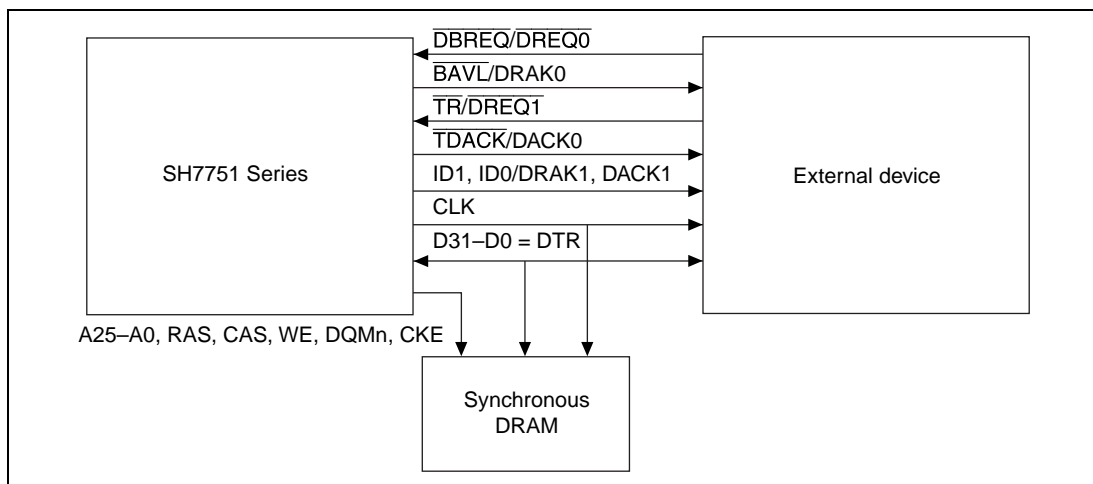 DBREQ/DREQ0
BAVL/DRAK0
TR/DREQ1
TDACK/DACK0
SH7751 Series
ID1, ID0/DRAK1, DACK1
External device
CLK
D31–D0 = DTR
A25–A0, RAS, CAS, WE, DQMn, CKE
Synchronous
DRAM